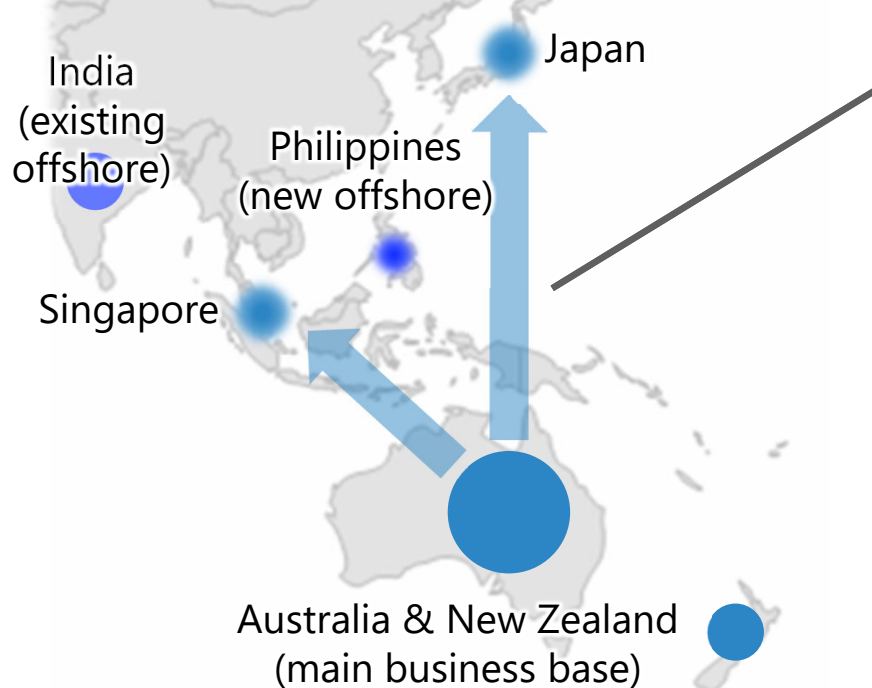 Japan
India
(existing
offshore)
Philippines
(new offshore)
Singapore
Australia & New Zealand
(main business base)